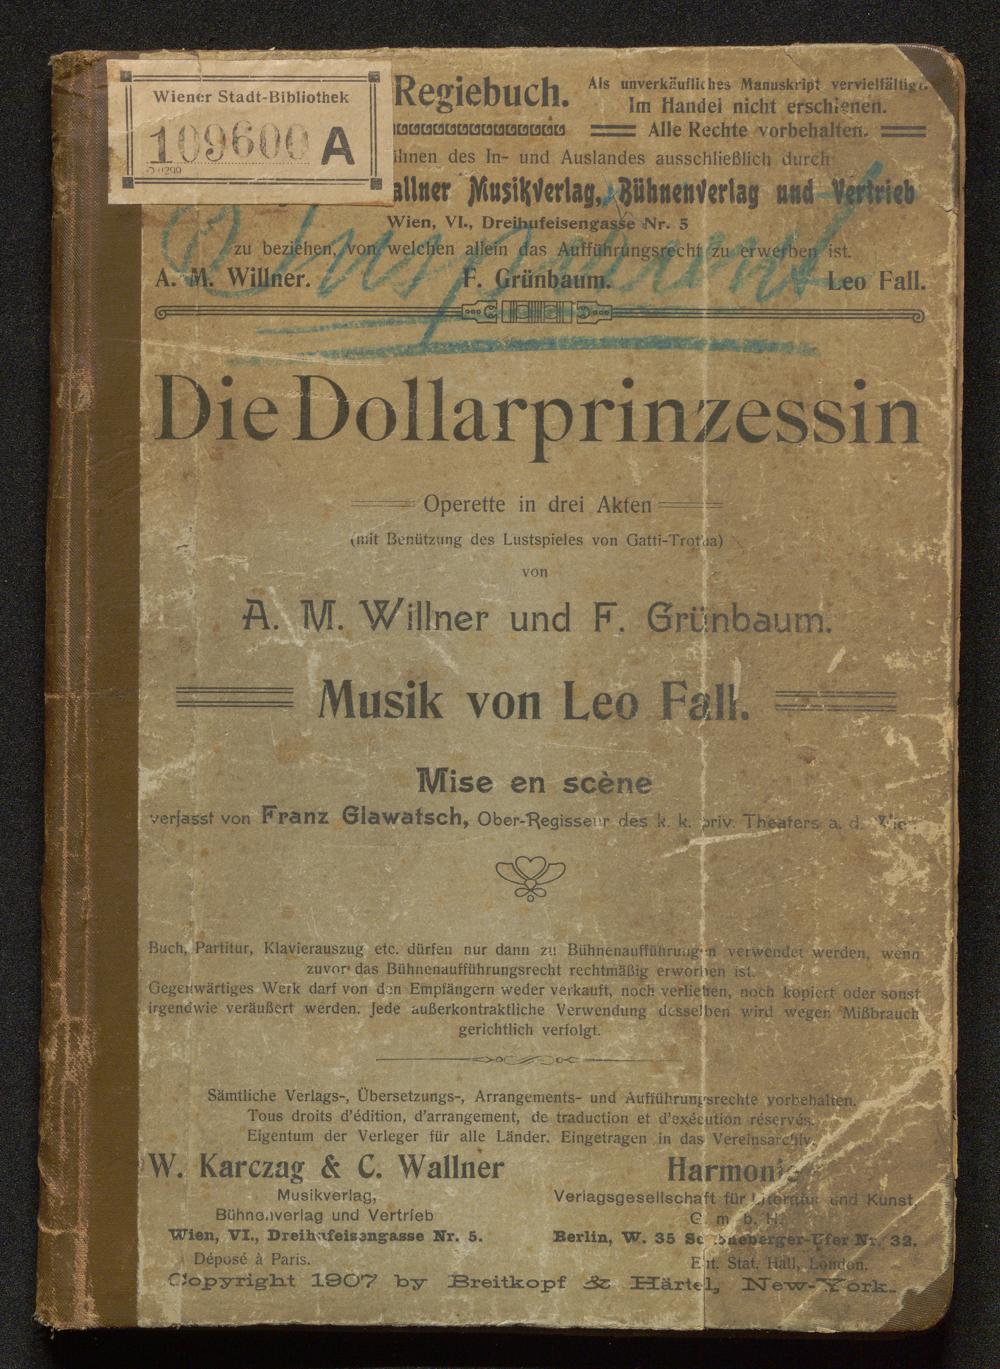 Wiener Stadt-Bibliothek
109600 A
Regiebuch.
Als unverkäufliches Manuskript vervielfältigt.
Im Handel nicht erschienen.
Alle Rechte vorbehalten.
des In- und Auslandes ausschließlich durch
allner Musikverlag, Bühnenverlag und Vertrieb
Wien, VI., Dreihufeisengasse Nr. 5
zu beziehen, von welchen allein das Aufführungsrecht zu erwerben ist.
A. M. Willner. F. Grünbaum. Leo Fall.
Die Dollarprinzessin
Operette in drei Akten
(mit Benützung des Lustspieles von Gatti-Trotha)
von
A. M. Willner und F. Grünbaum.
Musik von Leo Fall.
Mise en scène
verfasst von Franz Glawatsch, Ober-Regisseur des k. k. priv. Theaters a. d.
Buch, Partitur, Klavierauszug etc. dürfen nur dann zu Bühnenaufführungen verwendet werden, wenn
zuvor das Bühnenaufführungsrecht rechtmäßig erworben ist.
Gegenwärtiges Werk darf von den Empfängern weder verkauft, noch verliehen, noch kopiert oder sonst
irgendwie veräußert werden. Jede außerkontraktliche Verwendung desselben wird wegen Mißbrauch
gerichtlich verfolgt.
Sämtliche Verlags-, Übersetzungs-, Arrangements- und Aufführungsrechte vorbehalten.
Tous droits d'édition, d'arrangement, de traduction et d'exécution réservés.
Eigentum der Verleger für alle Länder. Eingetragen in das Vereinsarchiv.
W. Karczag & C. Wallner
Musikverlag,
Bühnenverlag und Vertrieb
Wien, VI., Dreihufeisengasse Nr. 5.
Déposé à Paris.
Harmonie
Verlagsgesellschaft für Literatur und Kunst
G. m. b. H.
Berlin, W. 35 Schöneberger-Ufer Nr. 32.
Ent. Stat. Hall, London.
Copyright 1907 by Breitkopf & Härtel, New-York.